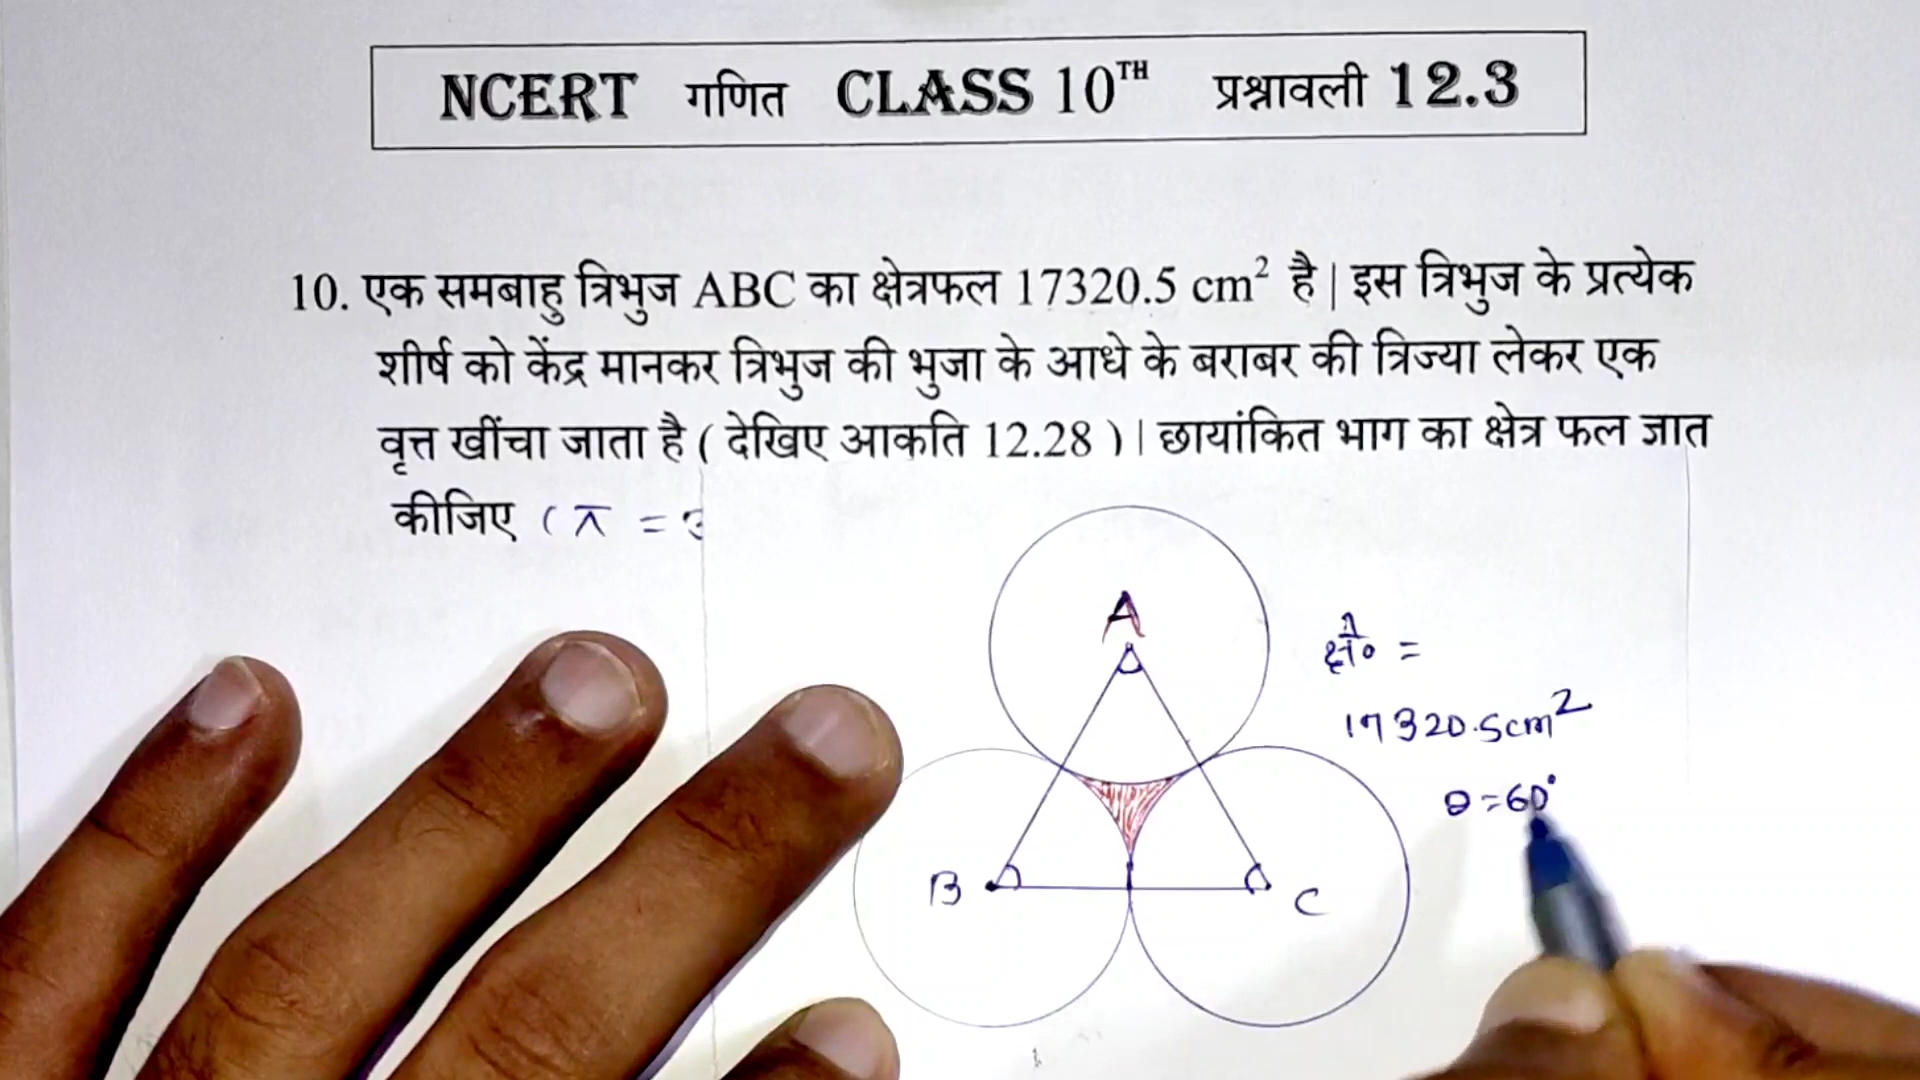 NCERT गणित CLASS 10TH प्रश्नावली 12.3
10. एक समबाहु त्रिभुज ABC का क्षेत्रफल 17320.5 cm² है | इस त्रिभुज के प्रत्येक
शीर्ष को केंद्र मानकर त्रिभुज की भुजा के आधे के बराबर की त्रिज्या लेकर एक
वृत्त खींचा जाता है ( देखिए आकति 12.28 ) | छायांकित भाग का क्षेत्र फल ज्ञात
कीजिए ( π = 3
A
क्षे० =
17320.5cm²
θ = 60°
B
C